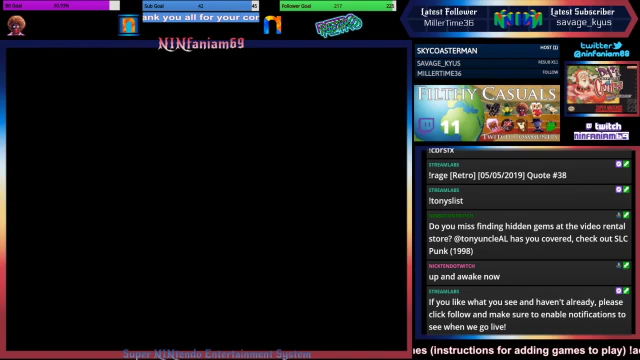 Bit Goal
Sub Goal 42 45
Follower Goal 217 225
ank you all for your cor
NINfaniam69
Latest Follower
MillerTime36
Latest Subscriber
savage_kyus
SKYCOASTERMAN
HOST (1)
SAVAGE_KYUS
MILLERTIME36
FOLLOW
twitter
@ninfaniam69
FILTHY CASUALS
11
TWITCH COMMUNITY
twitch
NINFANIAM69
STREAMLABS
!rage [Retro] [05/05/2019] Quote #38
STREAMLABS
!tonyslist
Do you miss finding hidden gems at the video rental
store? @tonyuncleAL has you covered, check out SLC
Punk (1998)
NICKTENDOTWITCH
up and awake now
STREAMLABS
If you like what you see and haven't already, please
click follow and make sure to enable notifications to
see when we go live!
Super NINtendo Entertainment System
nes (instructions for adding games to play) !a